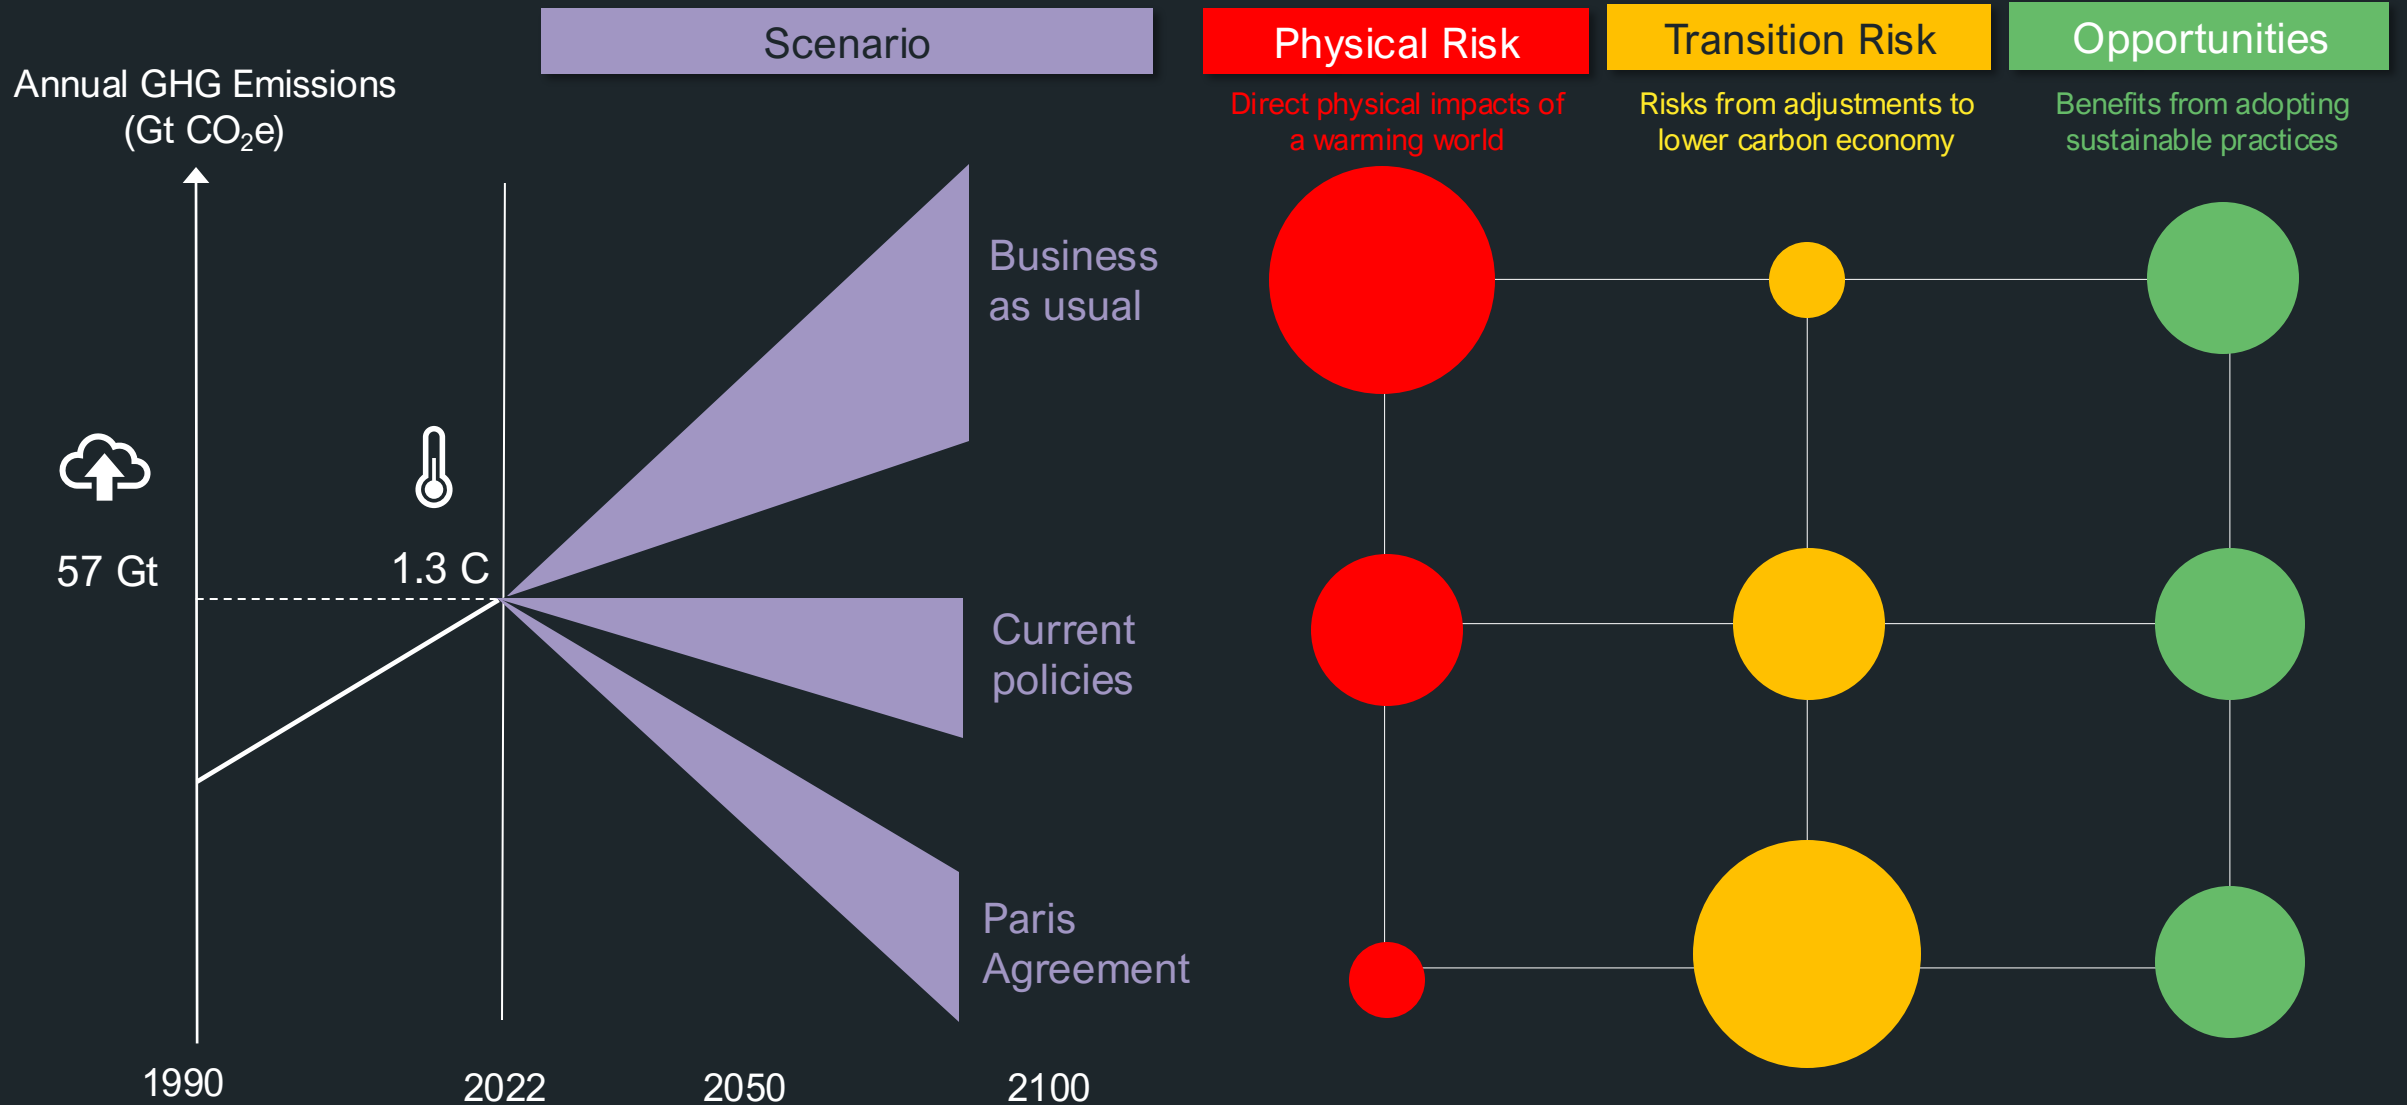 Scenario
Physical Risk
Transition Risk
Opportunities
Annual GHG Emissions
(Gt CO₂e)
Direct physical impacts of
a warming world
Risks from adjustments to
lower carbon economy
Benefits from adopting
sustainable practices
Business
as usual
57 Gt
1.3 C
Current
policies
Paris
Agreement
1990
2022
2050
2100